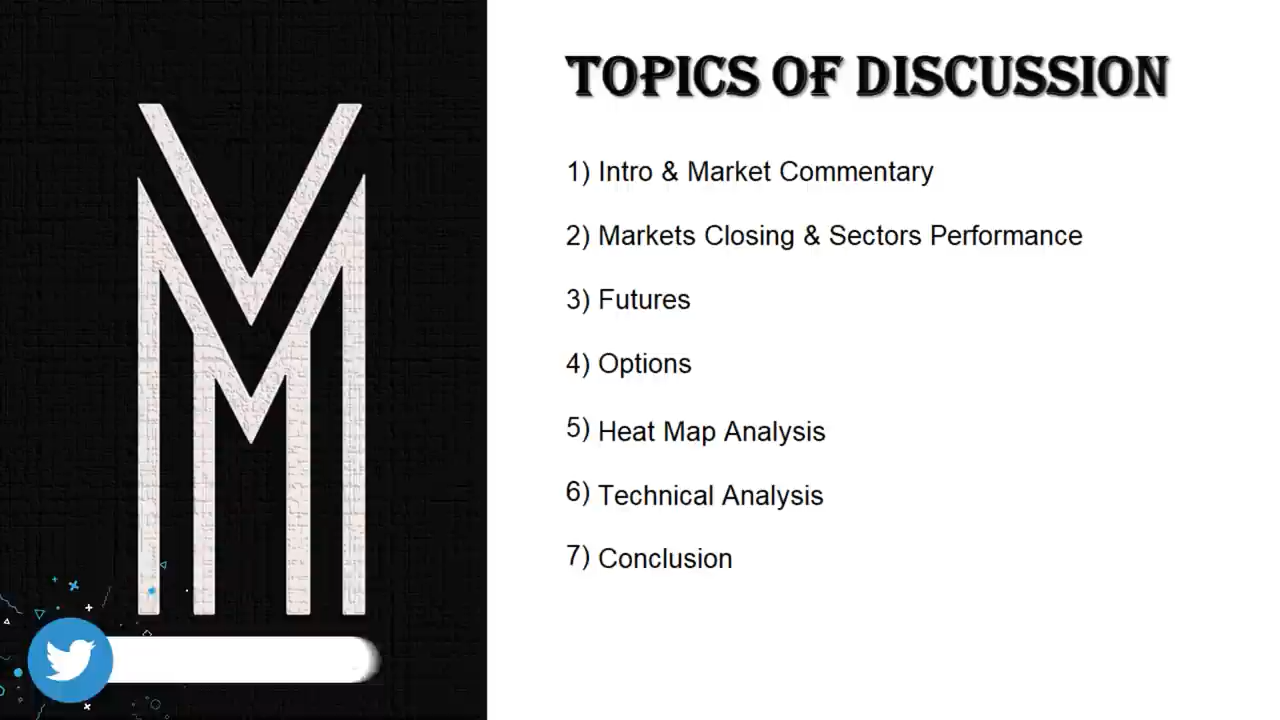 TOPICS OF DISCUSSION
1) Intro & Market Commentary
2) Markets Closing & Sectors Performance
3) Futures
4) Options
5) Heat Map Analysis
6) Technical Analysis
7) Conclusion